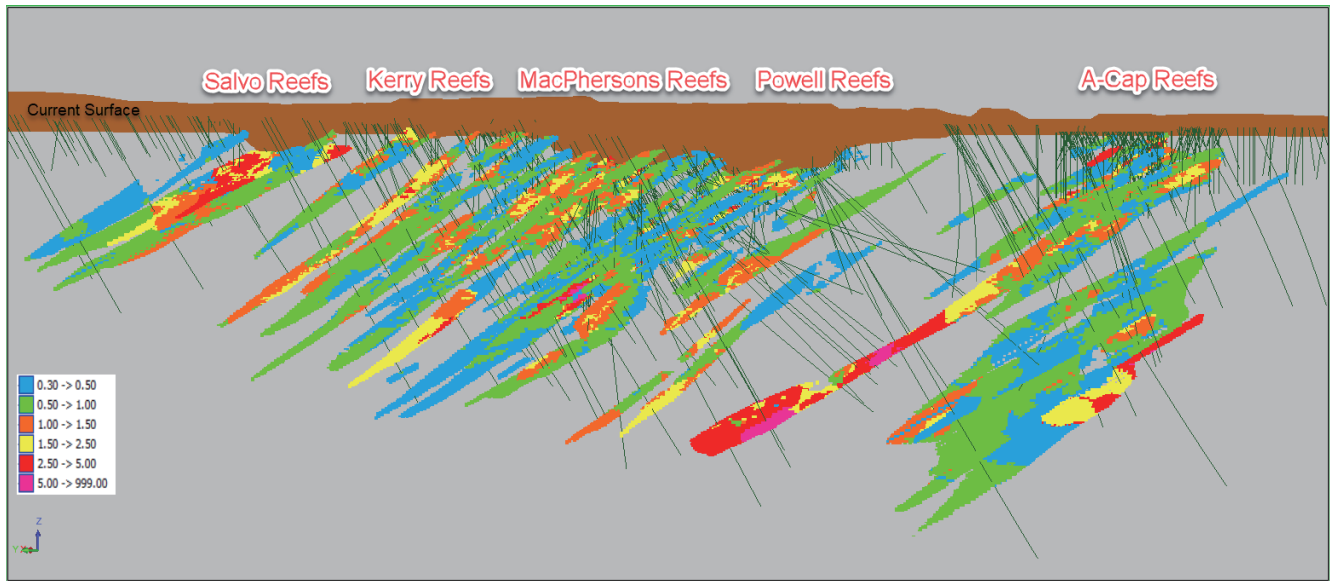 Salvo Reefs
Kerry Reefs
MacPhersons Reefs
Powell Reefs
A-Cap Reefs
Current Surface
0.30 -> 0.50
0.50 -> 1.00
1.00 -> 1.50
1.50 -> 2.50
2.50 -> 5.00
5.00 -> 999.00
Z
Y X